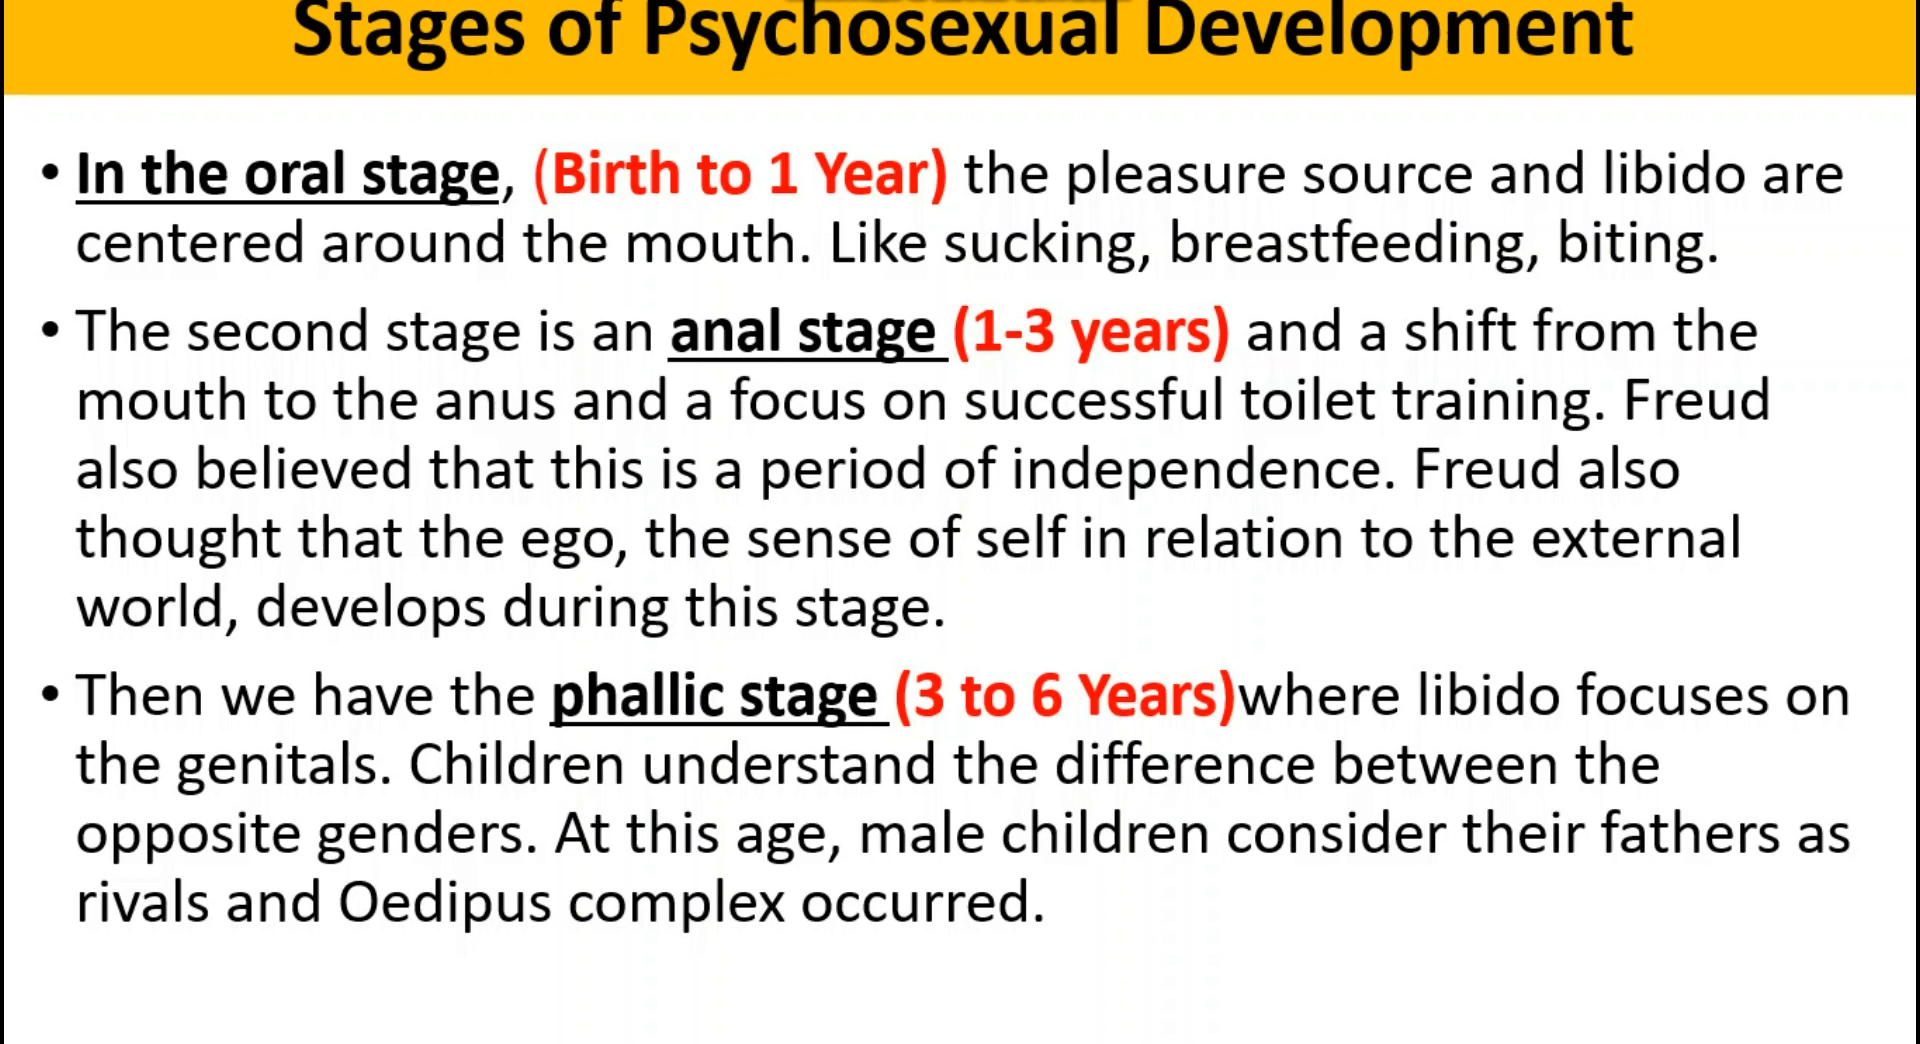 Stages of Psychosexual Development
• In the oral stage, (Birth to 1 Year) the pleasure source and libido are
centered around the mouth. Like sucking, breastfeeding, biting.
• The second stage is an anal stage (1-3 years) and a shift from the
mouth to the anus and a focus on successful toilet training. Freud
also believed that this is a period of independence. Freud also
thought that the ego, the sense of self in relation to the external
world, develops during this stage.
• Then we have the phallic stage (3 to 6 Years)where libido focuses on
the genitals. Children understand the difference between the
opposite genders. At this age, male children consider their fathers as
rivals and Oedipus complex occurred.